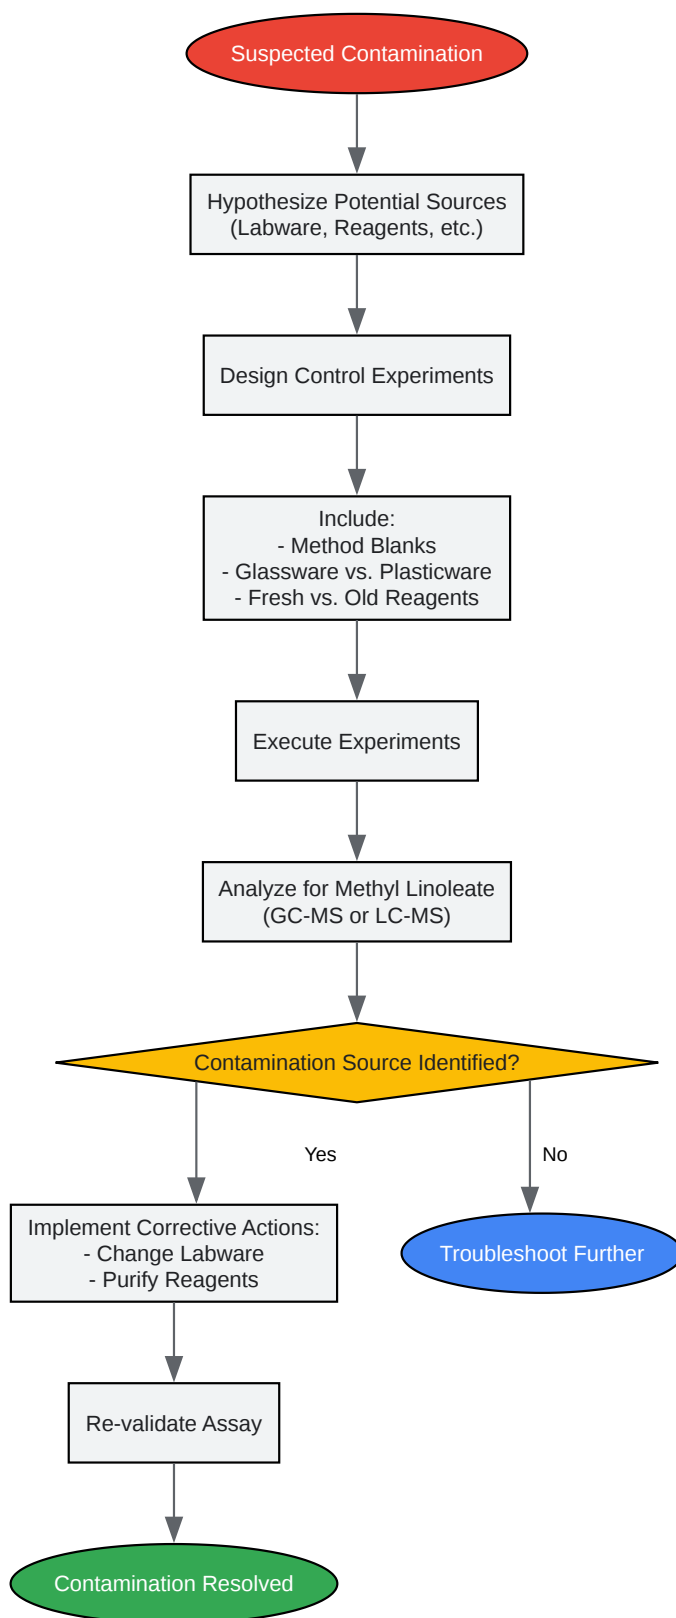 Suspected Contamination
Hypothesize Potential Sources
(Labware, Reagents, etc.)
Design Control Experiments
Include:
- Method Blanks
- Glassware vs. Plasticware
- Fresh vs. Old Reagents
Execute Experiments
Analyze for Methyl Linoleate
(GC-MS or LC-MS)
Contamination Source Identified?
Yes
No
Implement Corrective Actions:
- Change Labware
- Purify Reagents
Troubleshoot Further
Re-validate Assay
Contamination Resolved